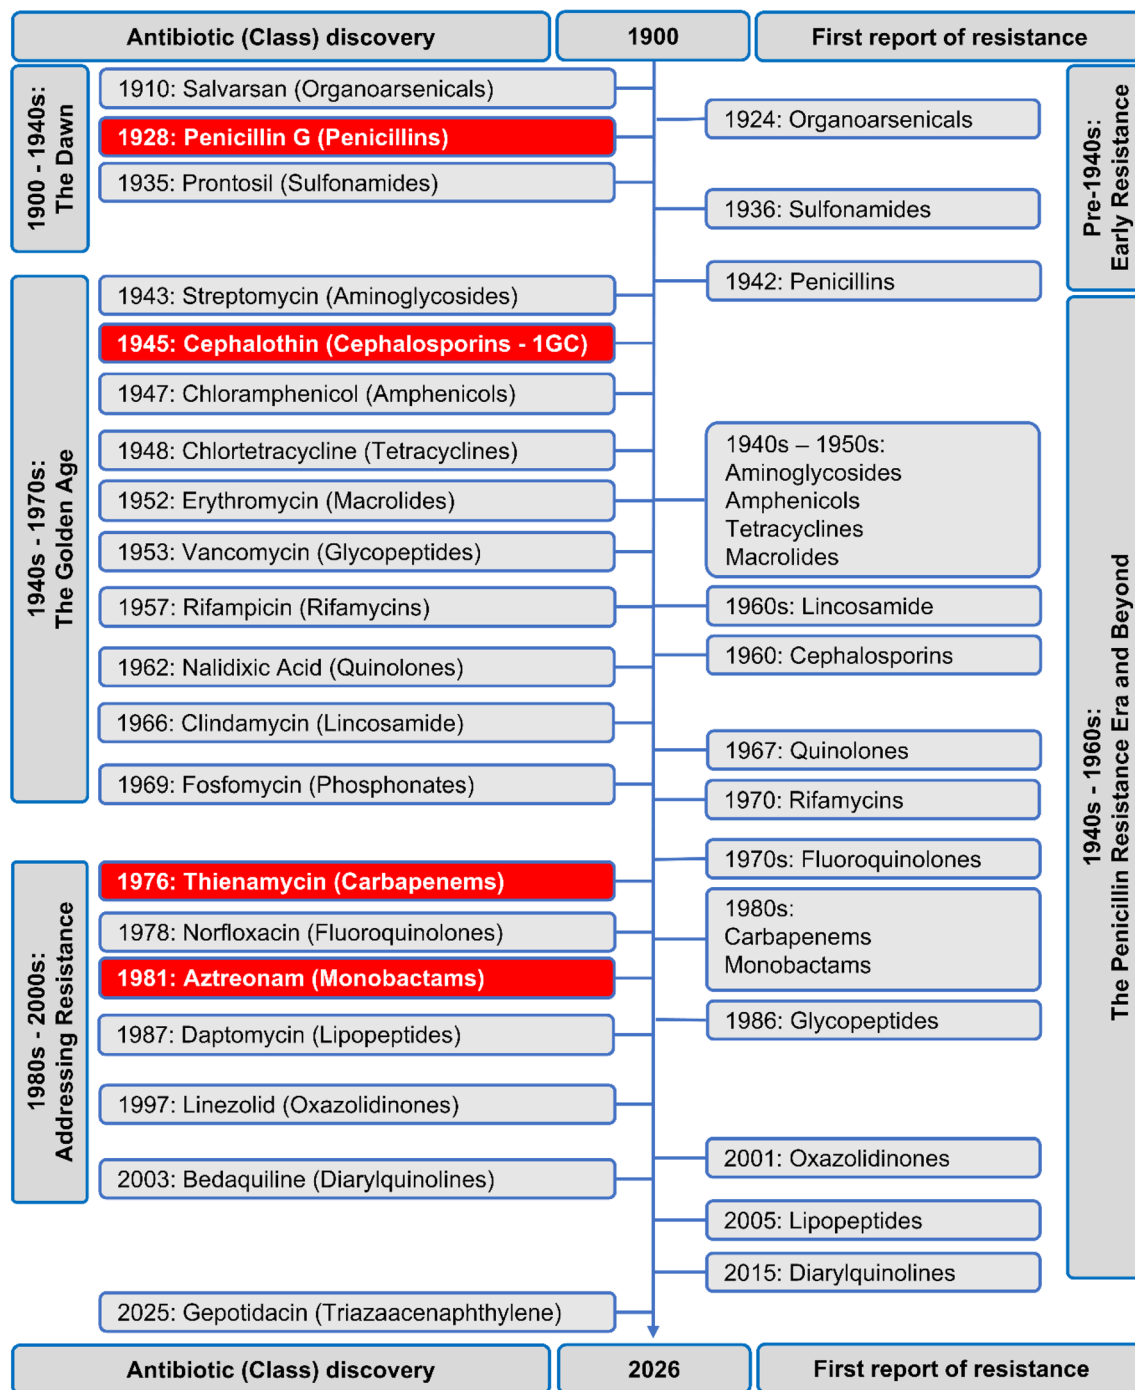 Antibiotic (Class) discovery
1900
First report of resistance
1900 - 1940s:
The Dawn
1910: Salvarsan (Organoarsenicals)
1928: Penicillin G (Penicillins)
1935: Prontosil (Sulfonamides)
1924: Organoarsenicals
1936: Sulfonamides
1942: Penicillins
Pre-1940s:
Early Resistance
1940s - 1970s:
The Golden Age
1943: Streptomycin (Aminoglycosides)
1945: Cephalothin (Cephalosporins - 1GC)
1947: Chloramphenicol (Amphenicols)
1948: Chlortetracycline (Tetracyclines)
1952: Erythromycin (Macrolides)
1953: Vancomycin (Glycopeptides)
1957: Rifampicin (Rifamycins)
1962: Nalidixic Acid (Quinolones)
1966: Clindamycin (Lincosamide)
1969: Fosfomycin (Phosphonates)
1940s – 1950s:
Aminoglycosides
Amphenicols
Tetracyclines
Macrolides
1960s: Lincosamide
1960: Cephalosporins
1967: Quinolones
1970: Rifamycins
1970s: Fluoroquinolones
1980s:
Carbapenems
Monobactams
1986: Glycopeptides
2001: Oxazolidinones
2005: Lipopeptides
2015: Diarylquinolines
1940s - 1960s:
The Penicillin Resistance Era and Beyond
1980s - 2000s:
Addressing Resistance
1976: Thienamycin (Carbapenems)
1978: Norfloxacin (Fluoroquinolones)
1981: Aztreonam (Monobactams)
1987: Daptomycin (Lipopeptides)
1997: Linezolid (Oxazolidinones)
2003: Bedaquiline (Diarylquinolines)
2025: Gepotidacin (Triazaacenaphthylene)
Antibiotic (Class) discovery
2026
First report of resistance